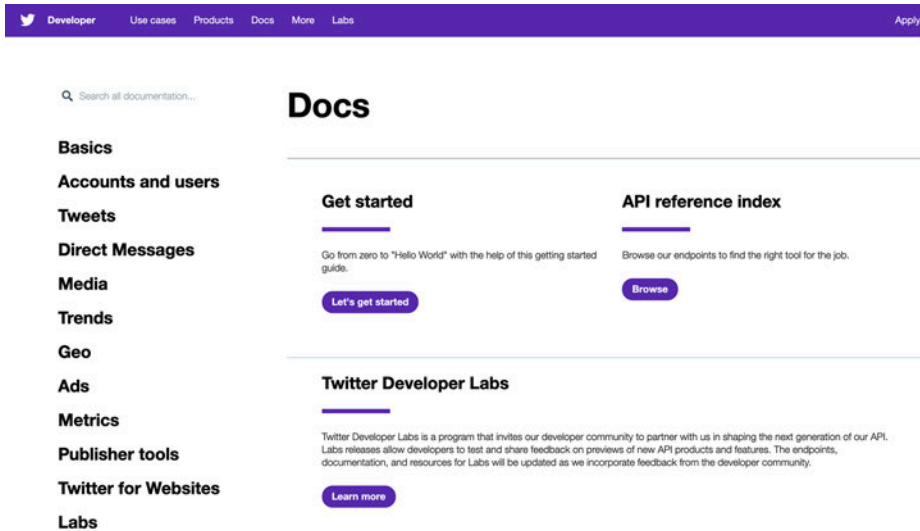 Developer Use cases Products Docs More Labs Apply
Search all documentation...
Docs
Basics
Accounts and users
Tweets
Direct Messages
Media
Trends
Geo
Ads
Metrics
Publisher tools
Twitter for Websites
Labs
Get started
Go from zero to "Hello World" with the help of this getting started
guide.
Let's get started
API reference index
Browse our endpoints to find the right tool for the job.
Browse
Twitter Developer Labs
Twitter Developer Labs is a program that invites our developer community to partner with us in shaping the next generation of our API.
Labs releases allow developers to test and share feedback on previews of new API products and features. The endpoints,
documentation, and resources for Labs will be updated as we incorporate feedback from the developer community.
Learn more